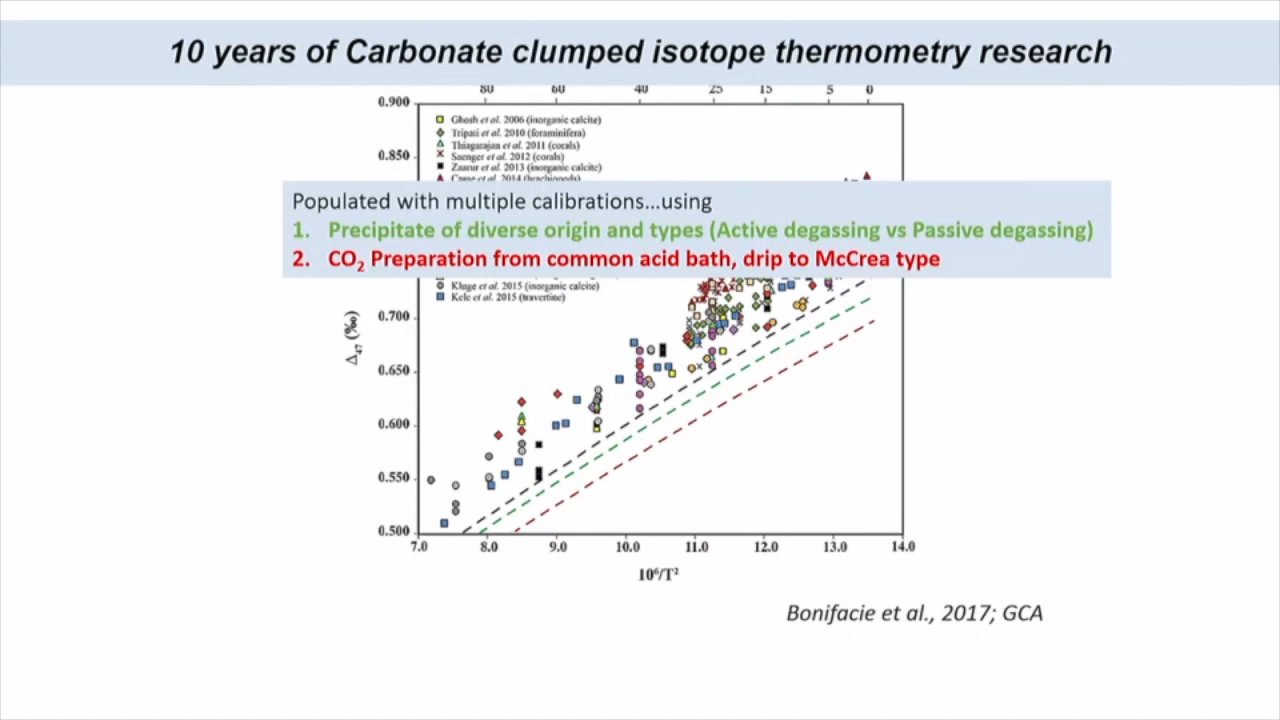 10 years of Carbonate clumped isotope thermometry research
80 60 40 25 15 5 0
0.900
Ghosh et al. 2006 (inorganic calcite)
Tripati et al. 2010 (foraminifera)
Thiagarajan et al. 2011 (corals)
0.850
Saenger et al. 2012 (corals)
Zaarur et al. 2013 (inorganic calcite)
2014 (brachiopods)
Populated with multiple calibrations...using
1. Precipitate of diverse origin and types (Active degassing vs Passive degassing)
2. CO₂ Preparation from common acid bath, drip to McCrea type
Kluge et al. 2015 (inorganic calcite)
Kele et al. 2015 (travertine)
0.700
Δ₄₇ (‰)
0.650
0.600
0.550
0.500
7.0 8.0 9.0 10.0 11.0 12.0 13.0 14.0
10⁶/T²
Bonifacie et al., 2017; GCA